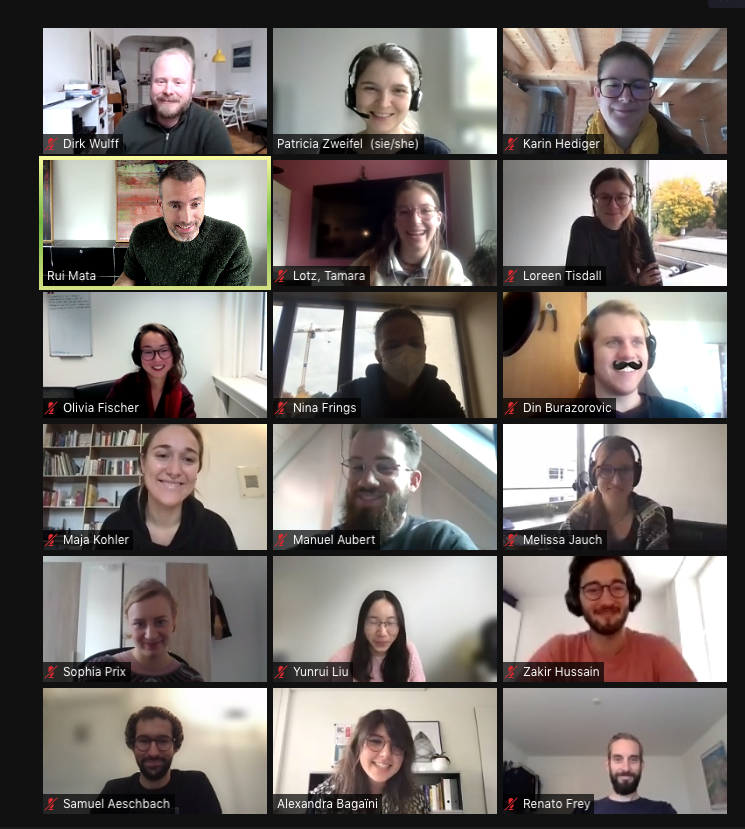 Dirk Wulff
Patricia Zweifel (sie/she)
Karin Hediger
Rui Mata
Lotz, Tamara
Loreen Tisdall
Olivia Fischer
Nina Frings
Din Burazorovic
Maja Kohler
Manuel Aubert
Melissa Jauch
Sophia Prix
Yunrui Liu
Zakir Hussain
Samuel Aeschbach
Alexandra Bagaïni
Renato Frey